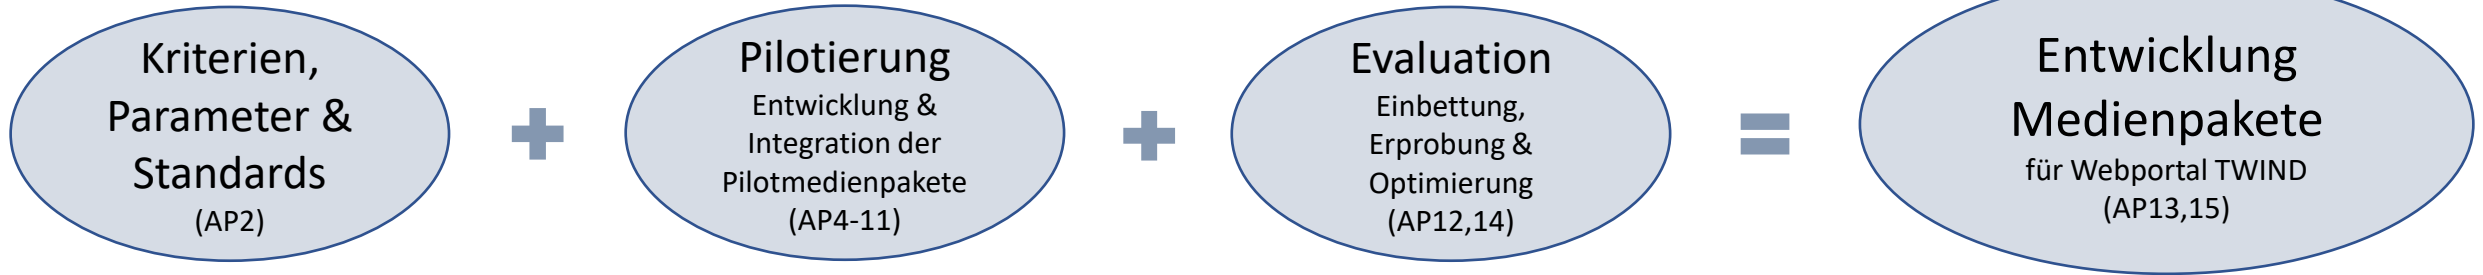 Kriterien,
Parameter &
Standards
(AP2)
Pilotierung
Entwicklung &
Integration der
Pilotmedienpakete
(AP4-11)
Evaluation
Einbettung,
Erprobung &
Optimierung
(AP12,14)
Entwicklung
Medienpakete
für Webportal TWIND
(AP13,15)